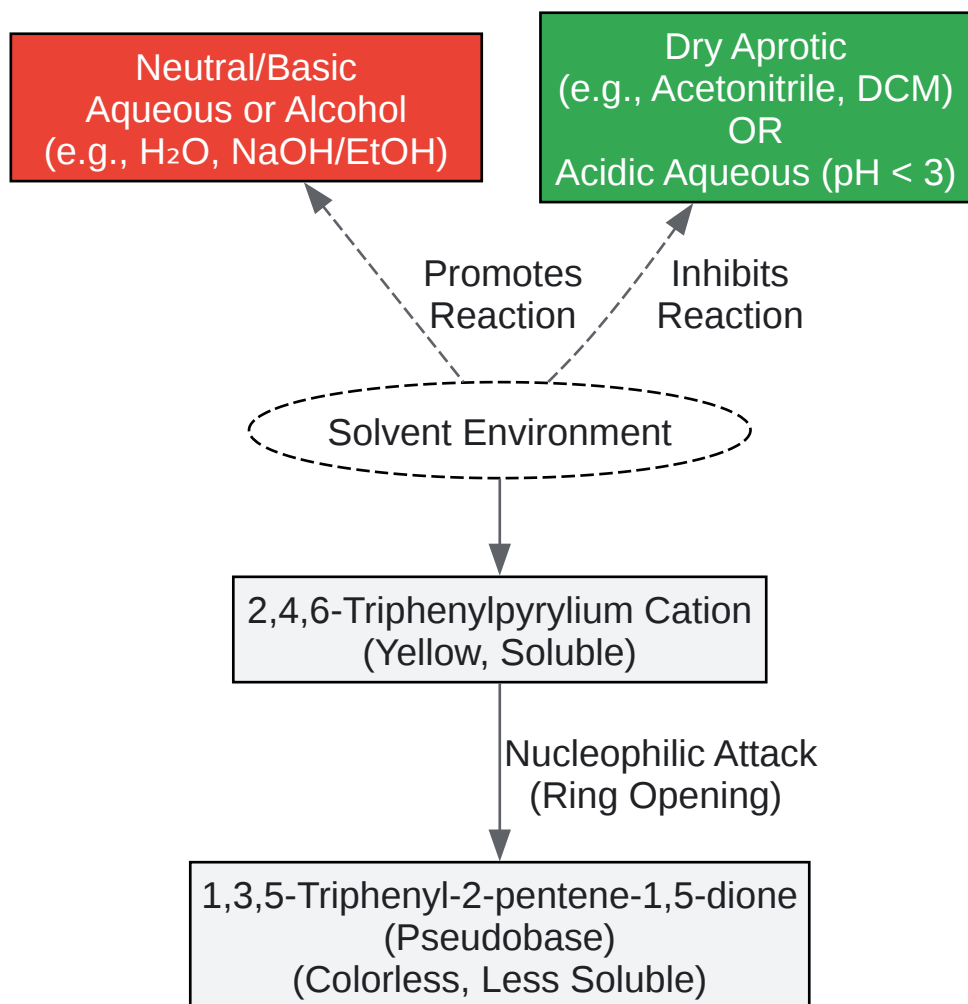 Neutral/Basic
Aqueous or Alcohol
(e.g., H₂O, NaOH/EtOH)
Dry Aprotic
(e.g., Acetonitrile, DCM)
OR
Acidic Aqueous (pH < 3)
Promotes
Reaction
Inhibits
Reaction
Solvent Environment
2,4,6-Triphenylpyrylium Cation
(Yellow, Soluble)
Nucleophilic Attack
(Ring Opening)
1,3,5-Triphenyl-2-pentene-1,5-dione
(Pseudobase)
(Colorless, Less Soluble)